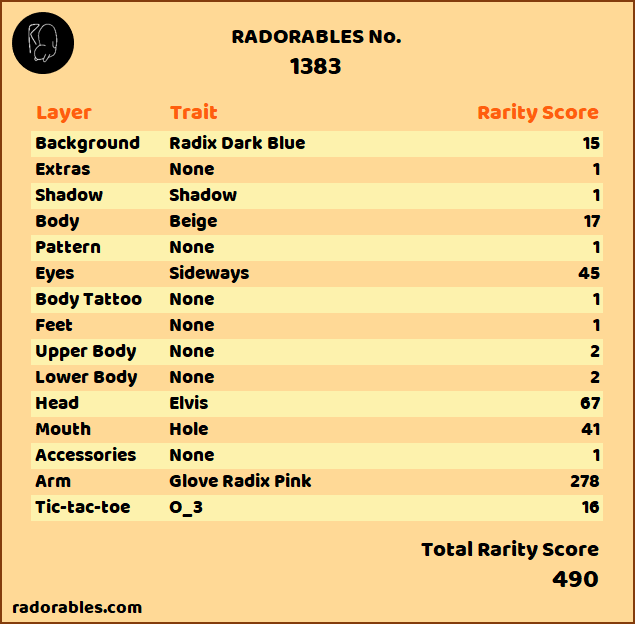 RADORABLES No.
1383
Layer Trait Rarity Score
Background Radix Dark Blue 15
Extras None 1
Shadow Shadow 1
Body Beige 17
Pattern None 1
Eyes Sideways 45
Body Tattoo None 1
Feet None 1
Upper Body None 2
Lower Body None 2
Head Elvis 67
Mouth Hole 41
Accessories None 1
Arm Glove Radix Pink 278
Tic-tac-toe O_3 16
Total Rarity Score
490
radorables.com